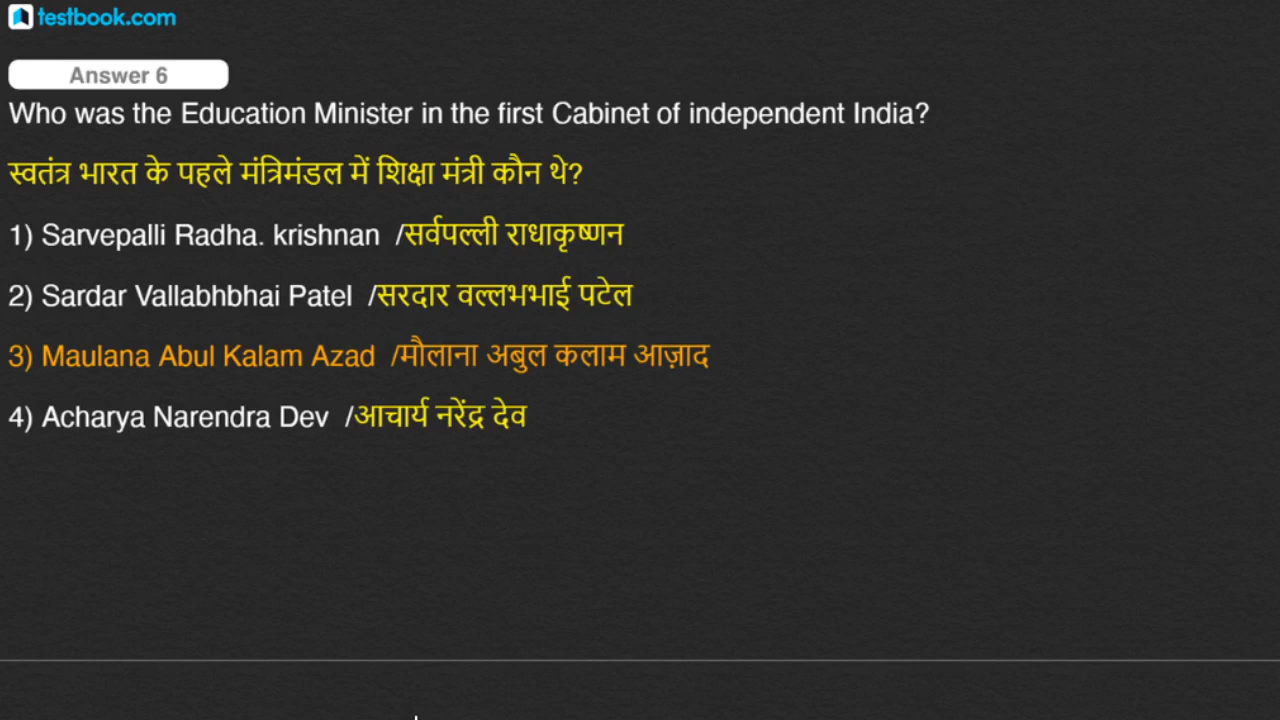 testbook.com
Answer 6
Who was the Education Minister in the first Cabinet of independent India?
स्वतंत्र भारत के पहले मंत्रिमंडल में शिक्षा मंत्री कौन थे?
1) Sarvepalli Radha. krishnan /सर्वपल्ली राधाकृष्णन
2) Sardar Vallabhbhai Patel /सरदार वल्लभभाई पटेल
3) Maulana Abul Kalam Azad /मौलाना अबुल कलाम आज़ाद
4) Acharya Narendra Dev /आचार्य नरेंद्र देव